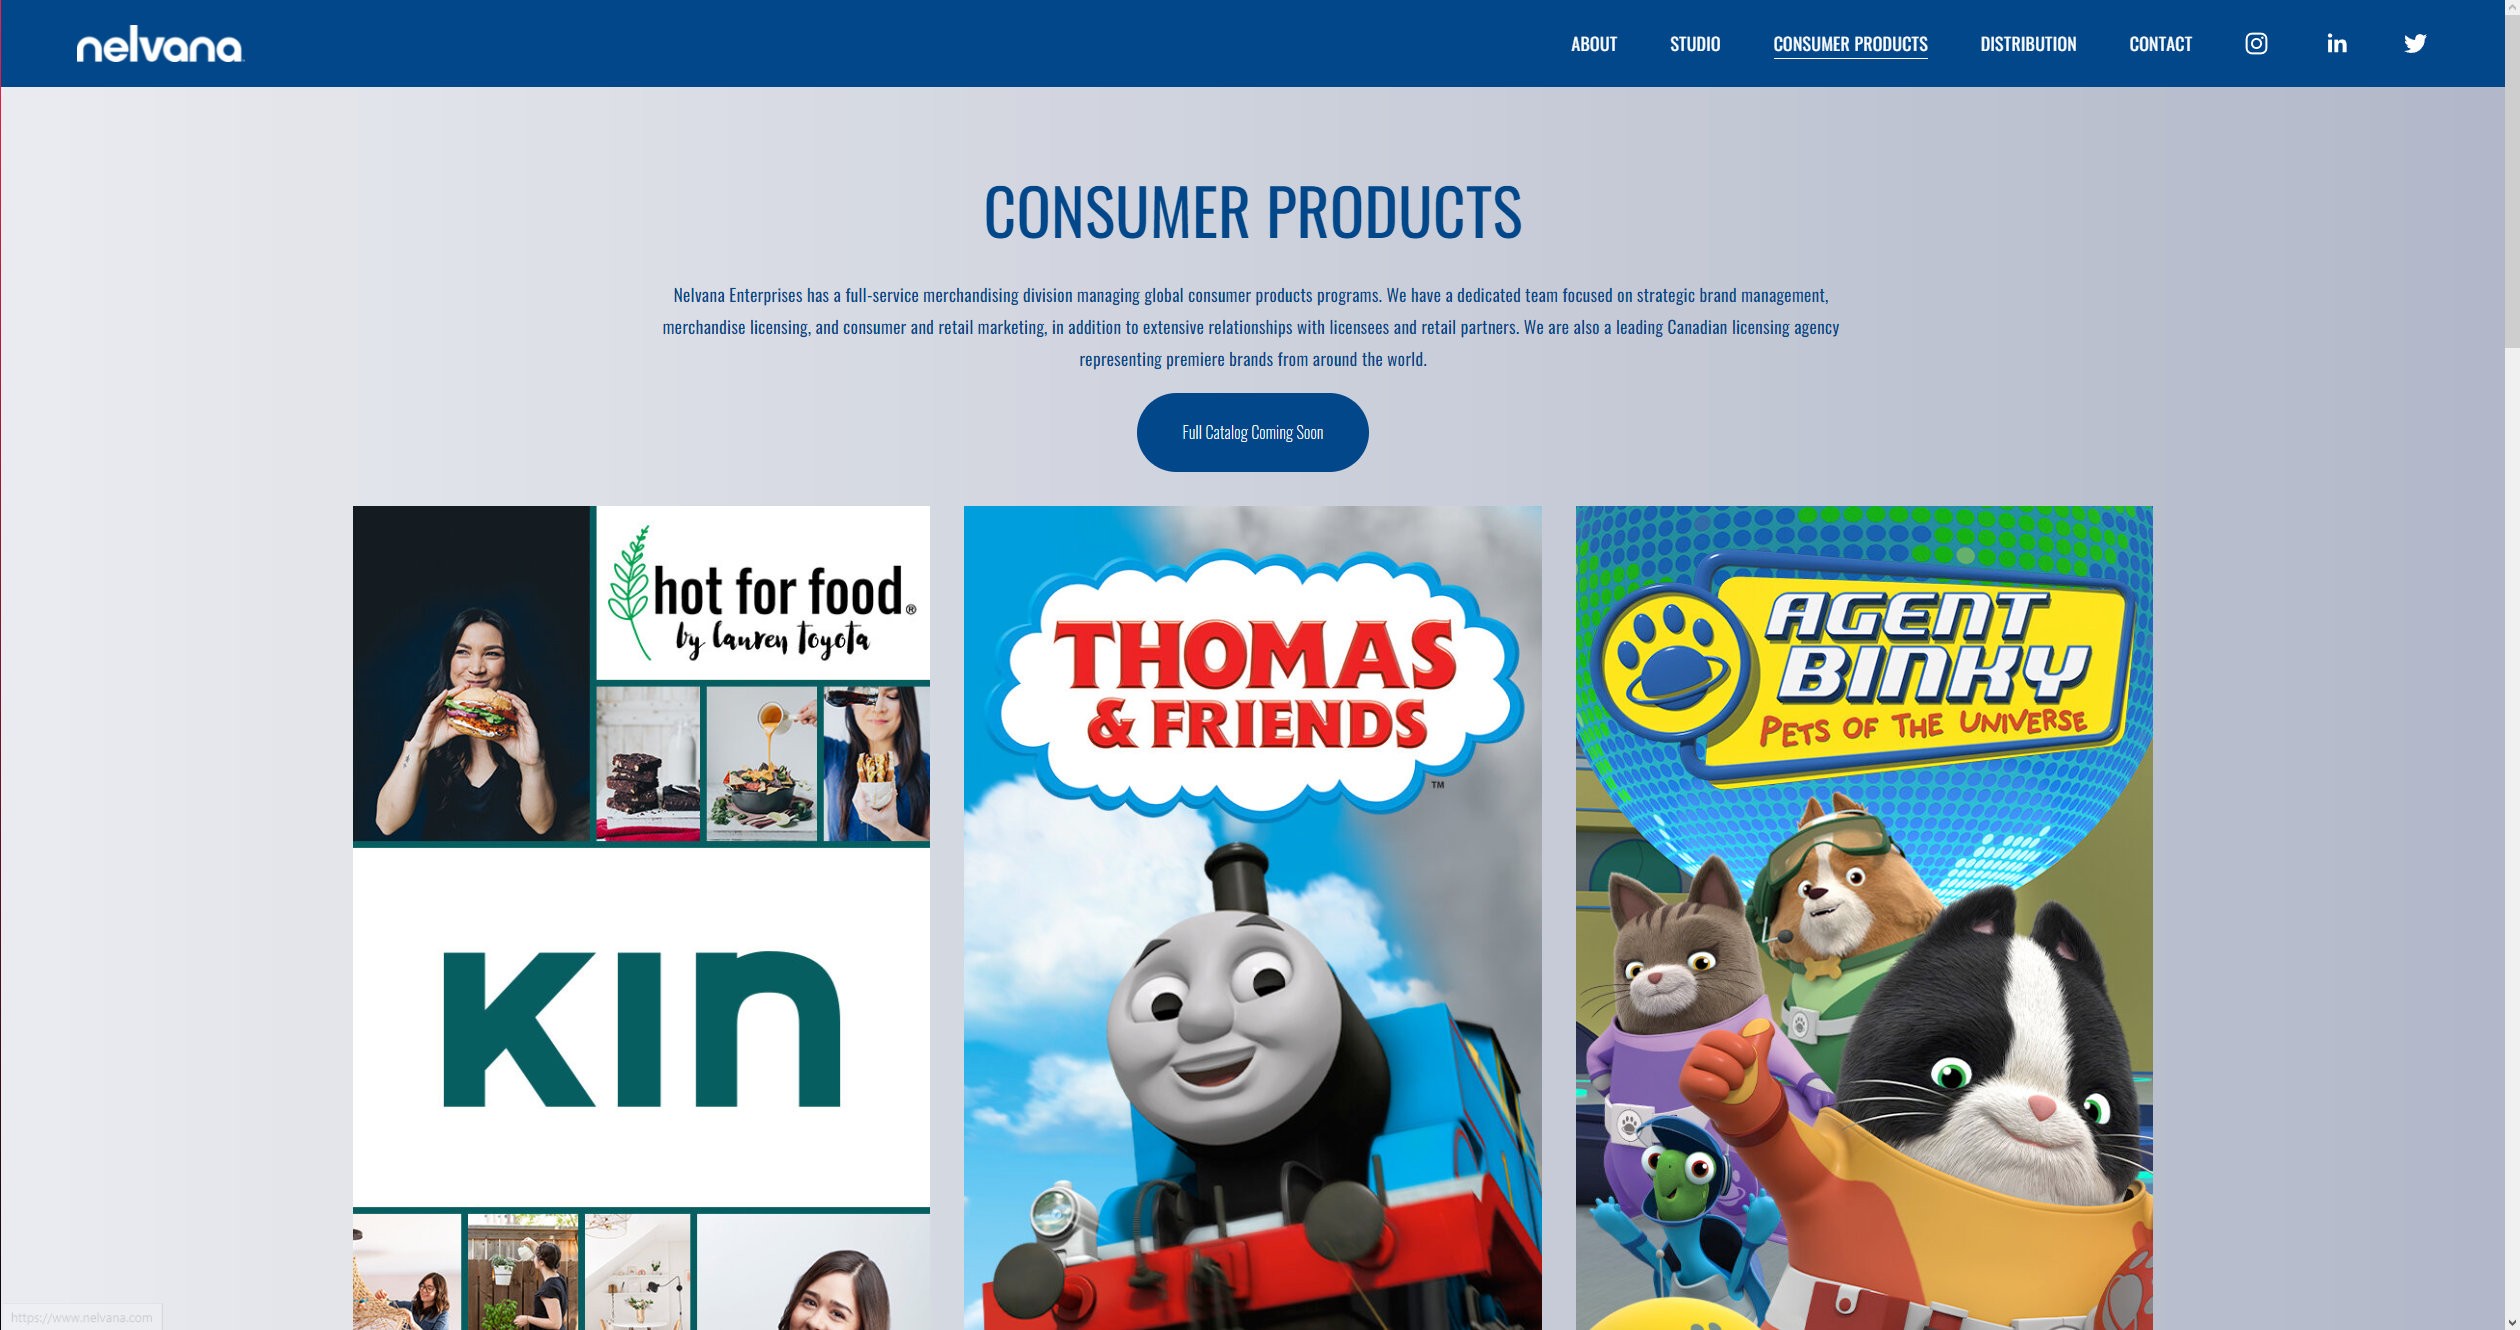 nelvana
ABOUT
STUDIO
CONSUMER PRODUCTS
DISTRIBUTION
CONTACT
in
CONSUMER PRODUCTS
Nelvana Enterprises has a full-service merchandising division managing global consumer products programs. We have a dedicated team focused on strategic brand management,
merchandise licensing, and consumer and retail marketing, in addition to extensive relationships with licensees and retail partners. We are also a leading Canadian licensing agency
representing premiere brands from around the world.
Full Catalog Coming Soon
hot for food®
by lauren toyota
KIn
THOMAS
& FRIENDS
™
AGENT
BINKY
PETS OF THE UNIVERSE
https://www.nelvana.com